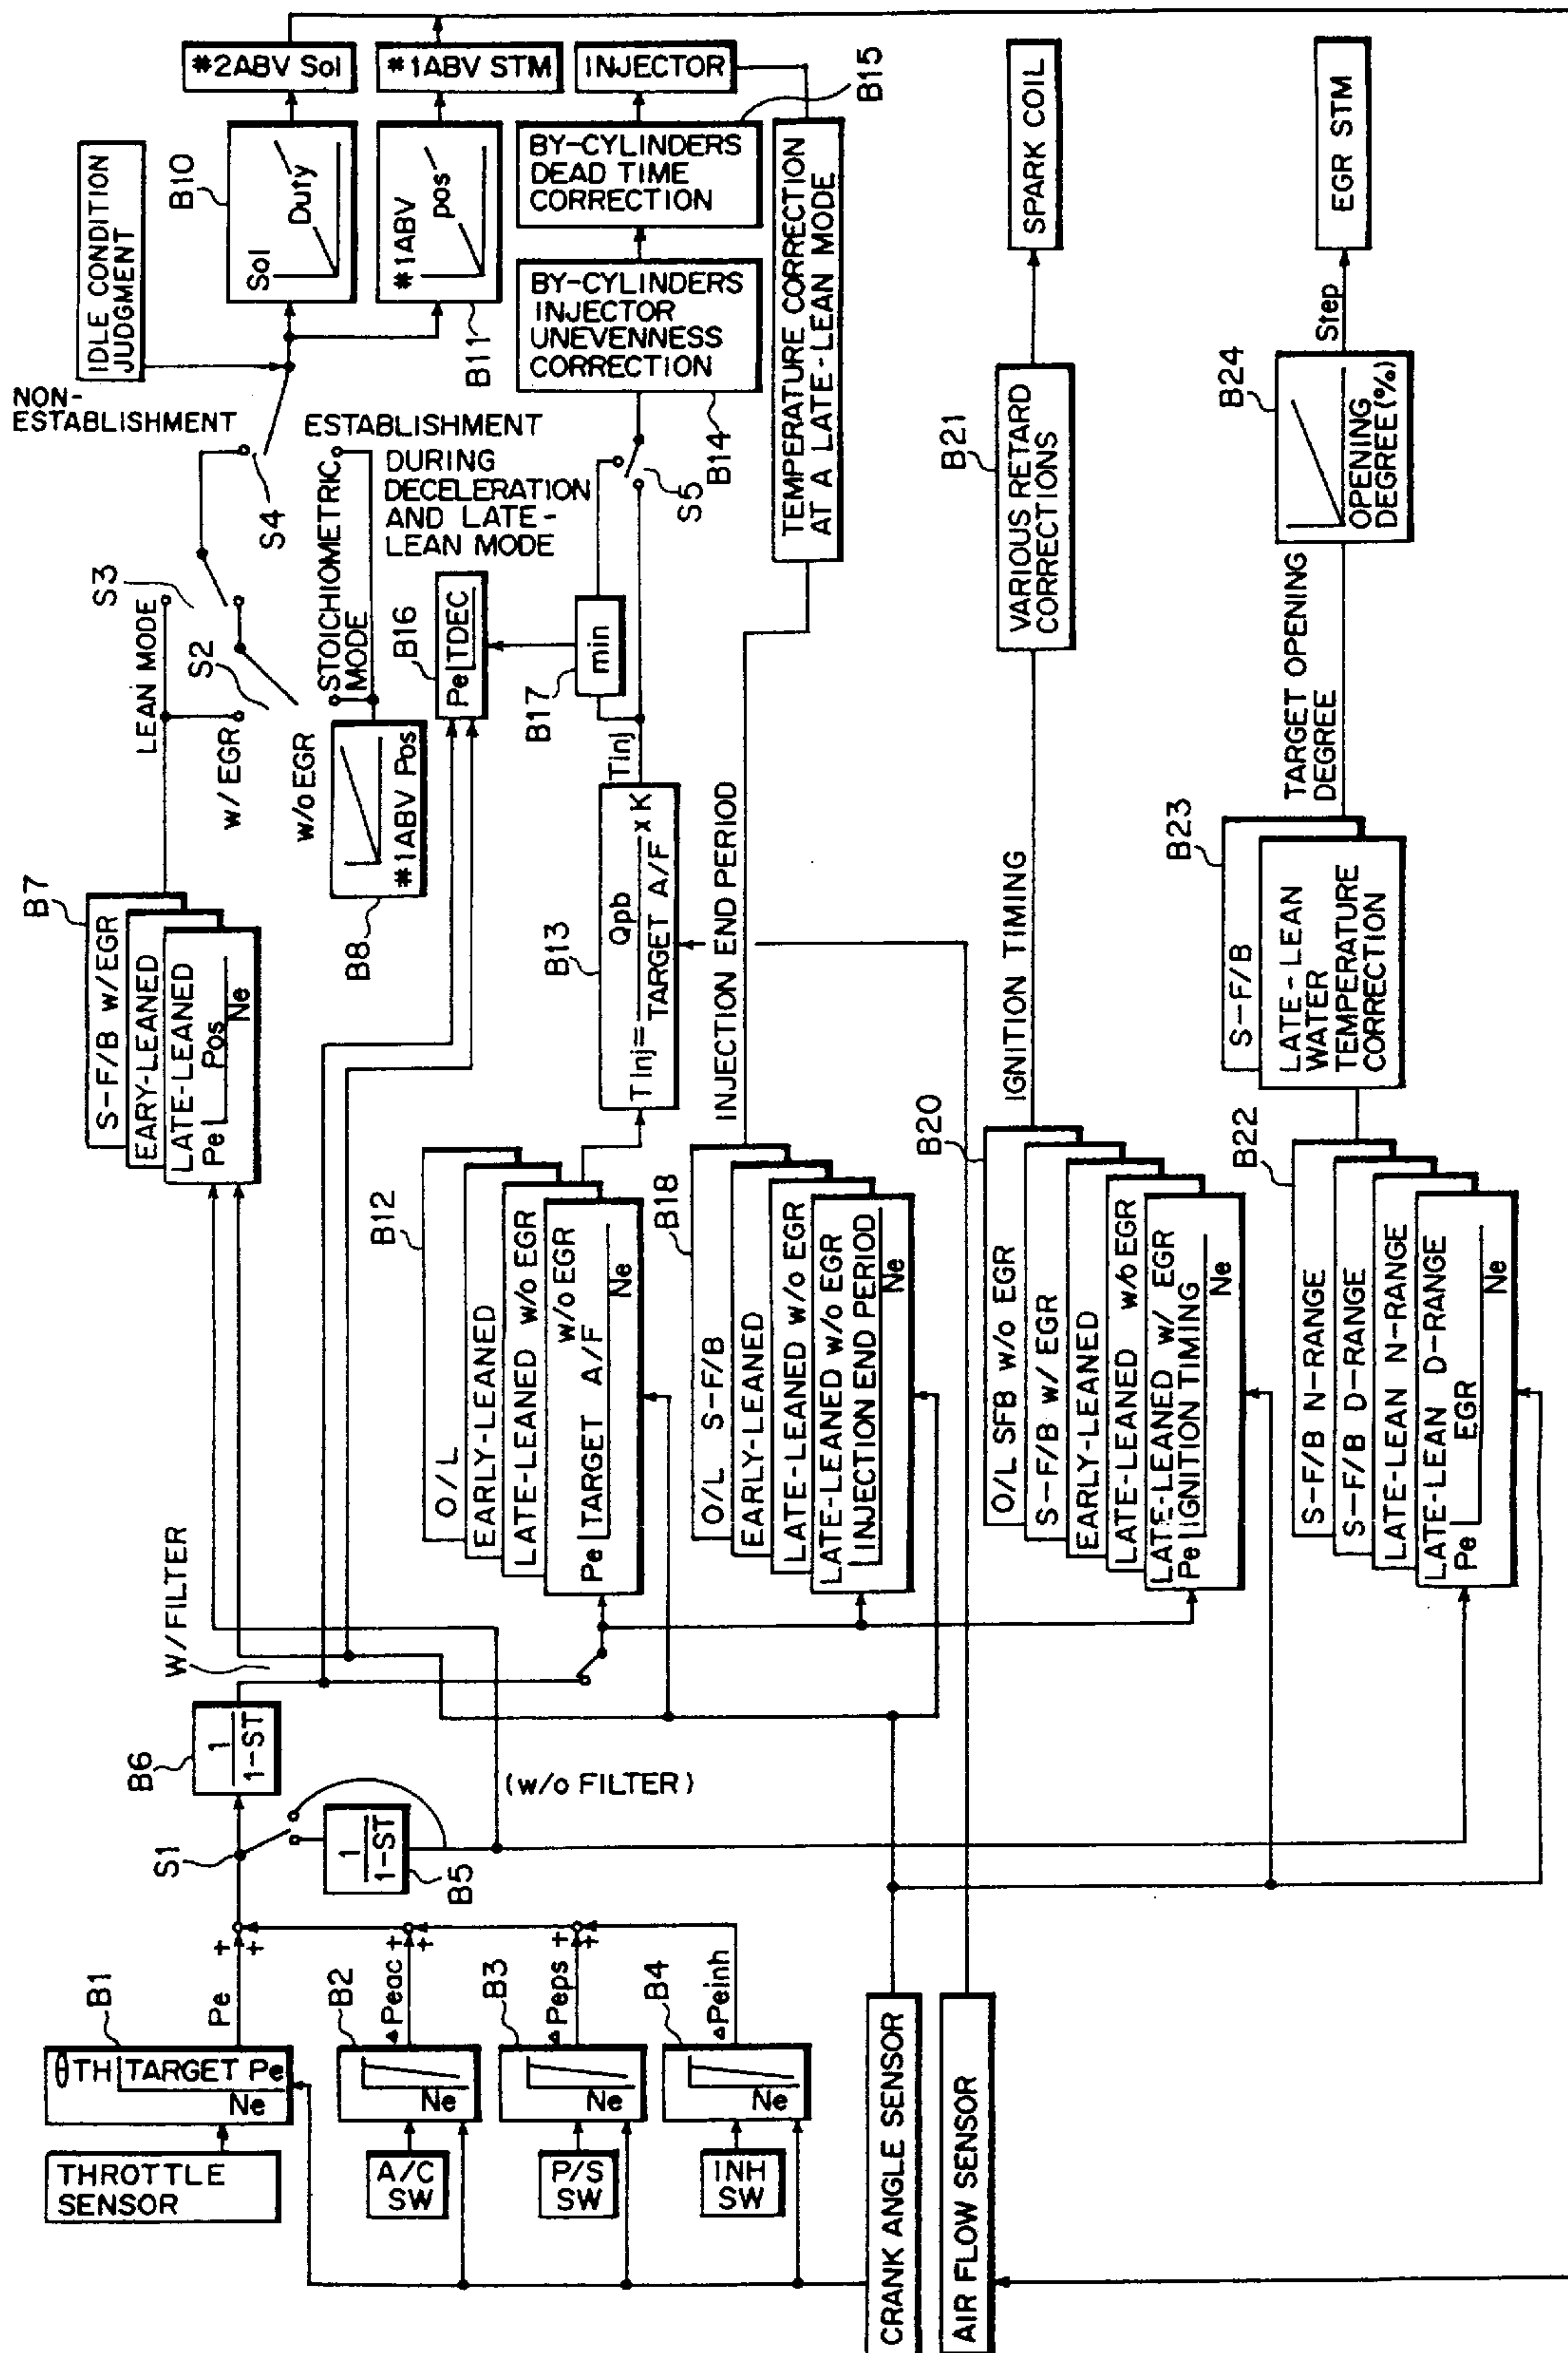 THROTTLE
SENSOR
B1
θTH TARGET Pe
Ne
Pe
+
+
A/C
SW
B2
Ne
ΔPeac
+
+
P/S
SW
B3
Ne
ΔPeps
+
+
INH
SW
B4
Ne
ΔPeinh
CRANK ANGLE SENSOR
AIR FLOW SENSOR
S1
B6
1
1-ST
1
1-ST
B5
W/FILTER
(w/o FILTER)
B7
S-F/B w/EGR
EARY-LEANED
LATE-LEANED
Pe Pos
Ne
LEAN MODE
S3
S2
w/EGR
w/o EGR
STOICHIOMETRIC
MODE
B8
#1ABV Pos
NON-
ESTABLISHMENT
S4
ESTABLISHMENT
DURING
DECELERATION
AND LATE-
LEAN MODE
IDLE CONDITION
JUDGMENT
B10
Sol
Duty
#2ABV Sol
B11
#1ABV
pos
#1ABV STM
B16
Pe TDEC
B17
min
B12
O/L
EARLY-LEANED
LATE-LEANED w/o EGR
w/o EGR
Pe TARGET A/F
Ne
B13
Tinj= Qpb x K
TARGET A/F
Tinj
S5
B14
BY-CYLINDERS
INJECTOR
UNEVENNESS
CORRECTION
BY-CYLINDERS
DEAD TIME
CORRECTION
B15
INJECTOR
B18
O/L S-F/B
EARLY-LEANED
LATE-LEANED w/o EGR
LATE-LEANED w/o EGR
INJECTION END PERIOD
Ne
INJECTION END PERIOD
TEMPERATURE CORRECTION
AT A LATE-LEAN MODE
B20
O/L SFB w/o EGR
S-F/B w/ EGR
EARLY-LEANED
LATE-LEANED w/o EGR
LATE-LEANED w/ EGR
Pe IGNITION TIMING
Ne
IGNITION TIMING
B21
VARIOUS RETARD
CORRECTIONS
SPARK COIL
B22
S-F/B N-RANGE
S-F/B D-RANGE
LATE-LEAN N-RANGE
LATE-LEAN D-RANGE
Pe EGR
Ne
B23
S-F/B
LATE-LEAN
WATER
TEMPERATURE
CORRECTION
TARGET OPENING
DEGREE
B24
OPENING
DEGREE(%)
Step
EGR STM